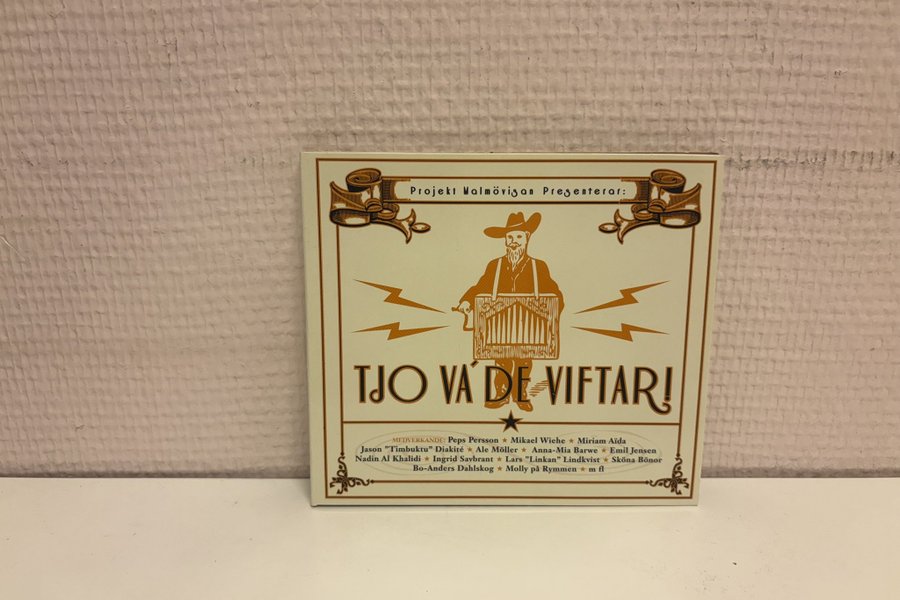 Projekt Malmövisan Presenterar:
TJO VA´DE VIFTAR!
MEDVERKANDE: Peps Persson ★ Mikael Wiehe ★ Miriam Aïda
Jason "Timbuktu" Diakité ★ Ale Möller ★ Anna-Mia Barwe ★ Emil Jensen
Nadin Al Khalidi ★ Ingrid Savbrant ★ Lars "Linkan" Lindkvist ★ Sköna Bönor
Bo-Anders Dahlskog ★ Molly på Rymmen ★ m fl